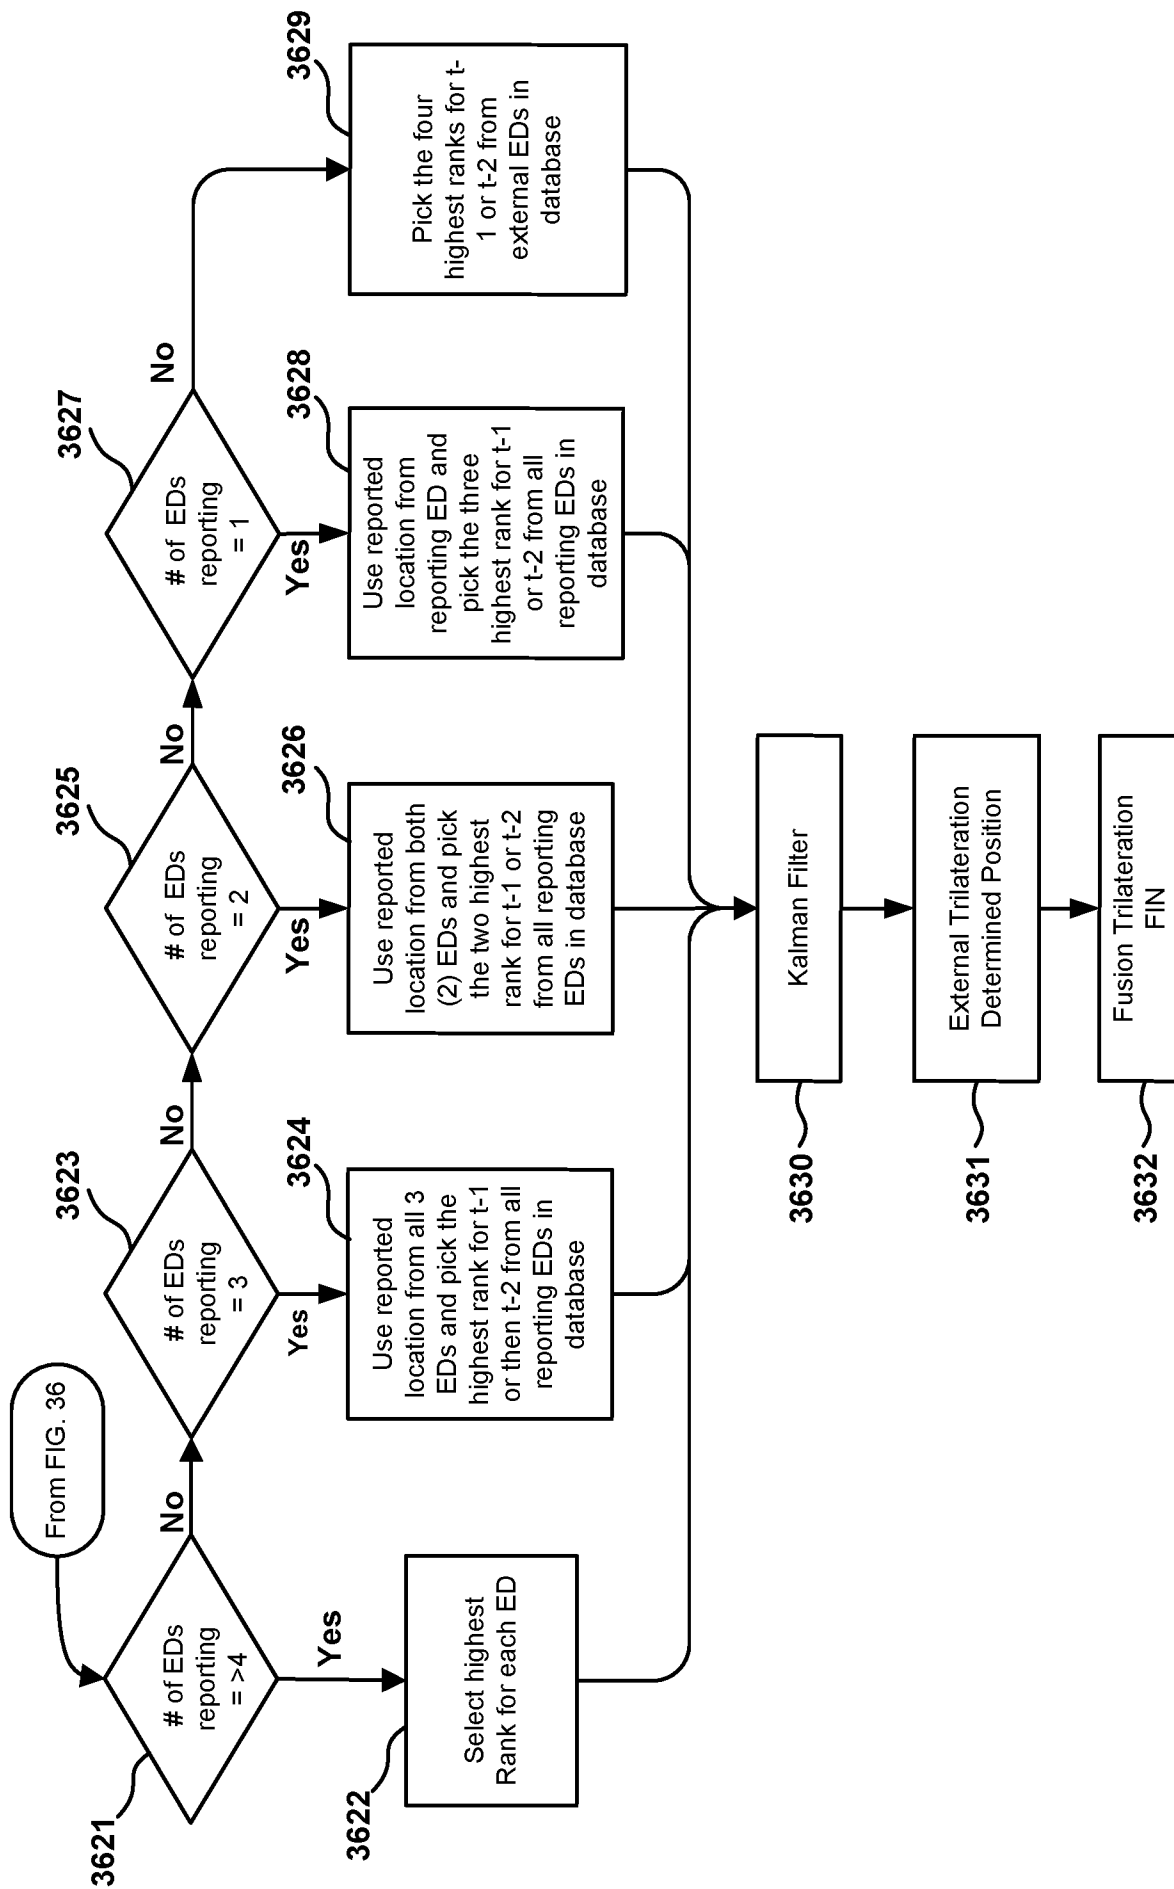 From FIG. 36
3621
# of EDs
reporting
= >4
No
Yes
3622
Select highest
Rank for each ED
3623
# of EDs
reporting
= 3
No
Yes
3624
Use reported
location from all 3
EDs and pick the
highest rank for t-1
or then t-2 from all
reporting EDs in
database
3625
# of EDs
reporting
= 2
No
Yes
3626
Use reported
location from both
(2) EDs and pick
the two highest
rank for t-1 or t-2
from all reporting
EDs in database
3627
# of EDs
reporting
= 1
No
Yes
3628
Use reported
location from
reporting ED and
pick the three
highest rank for t-1
or t-2 from all
reporting EDs in
database
3629
Pick the four
highest ranks for t-
1 or t-2 from
external EDs in
database
3630
Kalman Filter
3631
External Trilateration
Determined Position
3632
Fusion Trilateration
FIN